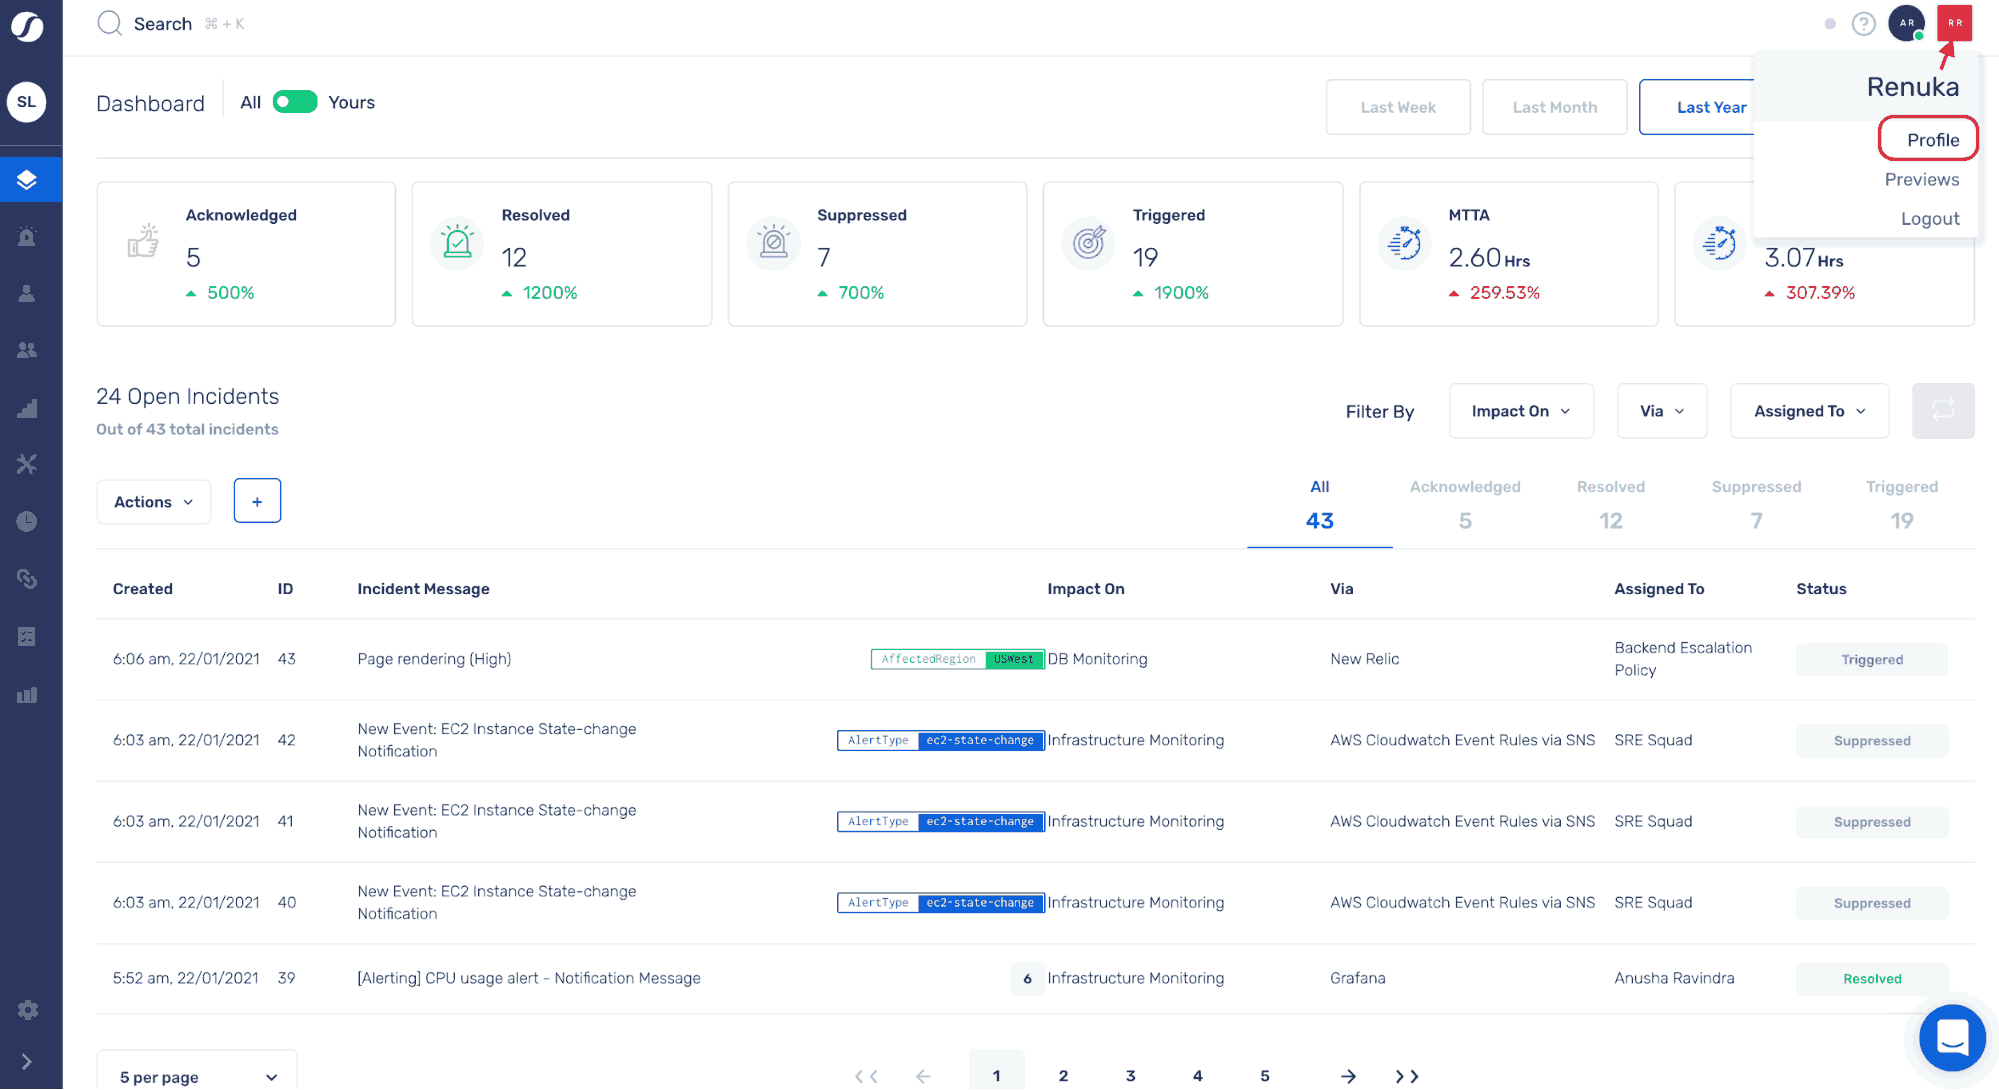 Search ⌘ + K
? AR RR
SL
Renuka
Profile
Previews
Logout
Dashboard All Yours
Last Week Last Month Last Year
Acknowledged
5
500%
Resolved
12
1200%
Suppressed
7
700%
Triggered
19
1900%
MTTA
2.60 Hrs
259.53%
3.07 Hrs
307.39%
24 Open Incidents
Out of 43 total incidents
Filter By Impact On Via Assigned To
Actions +
All Acknowledged Resolved Suppressed Triggered
43 5 12 7 19
Created ID Incident Message Impact On Via Assigned To Status
6:06 am, 22/01/2021 43 Page rendering (High) AffectedRegion USWest DB Monitoring New Relic Backend Escalation
Policy Triggered
6:03 am, 22/01/2021 42 New Event: EC2 Instance State-change
Notification AlertType ec2-state-change Infrastructure Monitoring AWS Cloudwatch Event Rules via SNS SRE Squad Suppressed
6:03 am, 22/01/2021 41 New Event: EC2 Instance State-change
Notification AlertType ec2-state-change Infrastructure Monitoring AWS Cloudwatch Event Rules via SNS SRE Squad Suppressed
6:03 am, 22/01/2021 40 New Event: EC2 Instance State-change
Notification AlertType ec2-state-change Infrastructure Monitoring AWS Cloudwatch Event Rules via SNS SRE Squad Suppressed
5:52 am, 22/01/2021 39 [Alerting] CPU usage alert - Notification Message 6 Infrastructure Monitoring Grafana Anusha Ravindra Resolved
5 per page 1 2 3 4 5